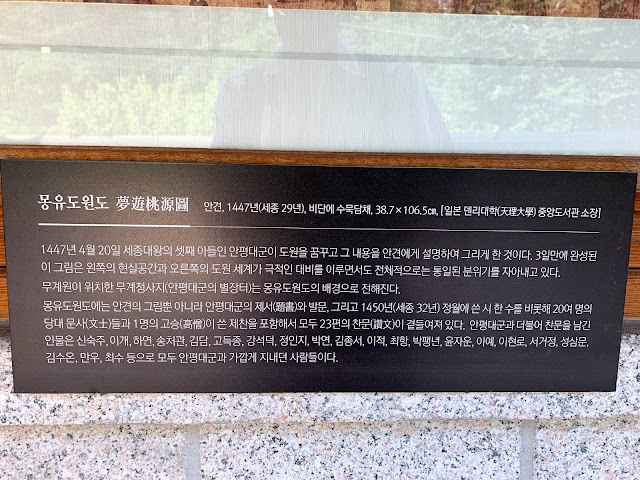 몽유도원도 夢遊桃源圖 안견, 1447년(세종 29년), 비단에 수묵담채, 38.7×106.5㎝, [일본 덴리대학(天理大學) 중앙도서관 소장]
1447년 4월 20일 세종대왕의 셋째 아들인 안평대군이 도원을 꿈꾸고 그 내용을 안견에게 설명하여 그리게 한 것이다. 3일만에 완성된
이 그림은 왼쪽의 현실공간과 오른쪽의 도원 세계가 극적인 대비를 이루면서도 전체적으로는 통일된 분위기를 자아내고 있다.
무계원이 위치한 무계정사지(안평대군의 별장터)는 몽유도원도의 배경으로 전해진다.
몽유도원도에는 안견의 그림뿐 아니라 안평대군의 제서(題書)와 발문, 그리고 1450년(세종 32년) 정월에 쓴 시 한 수를 비롯해 20여 명의
당대 문사(文士)들과 1명의 고승(高僧)이 쓴 제찬을 포함해서 모두 23편의 찬문(讚文)이 곁들여져 있다. 안평대군과 더불어 찬문을 남긴
인물은 신숙주, 이개, 하연, 송처관, 김담, 고득종, 강석덕, 정인지, 박연, 김종서, 이적, 최항, 박팽년, 윤자운, 이예, 이현로, 서거정, 성삼문,
김수온, 만우, 최수 등으로 모두 안평대군과 가깝게 지내던 사람들이다.